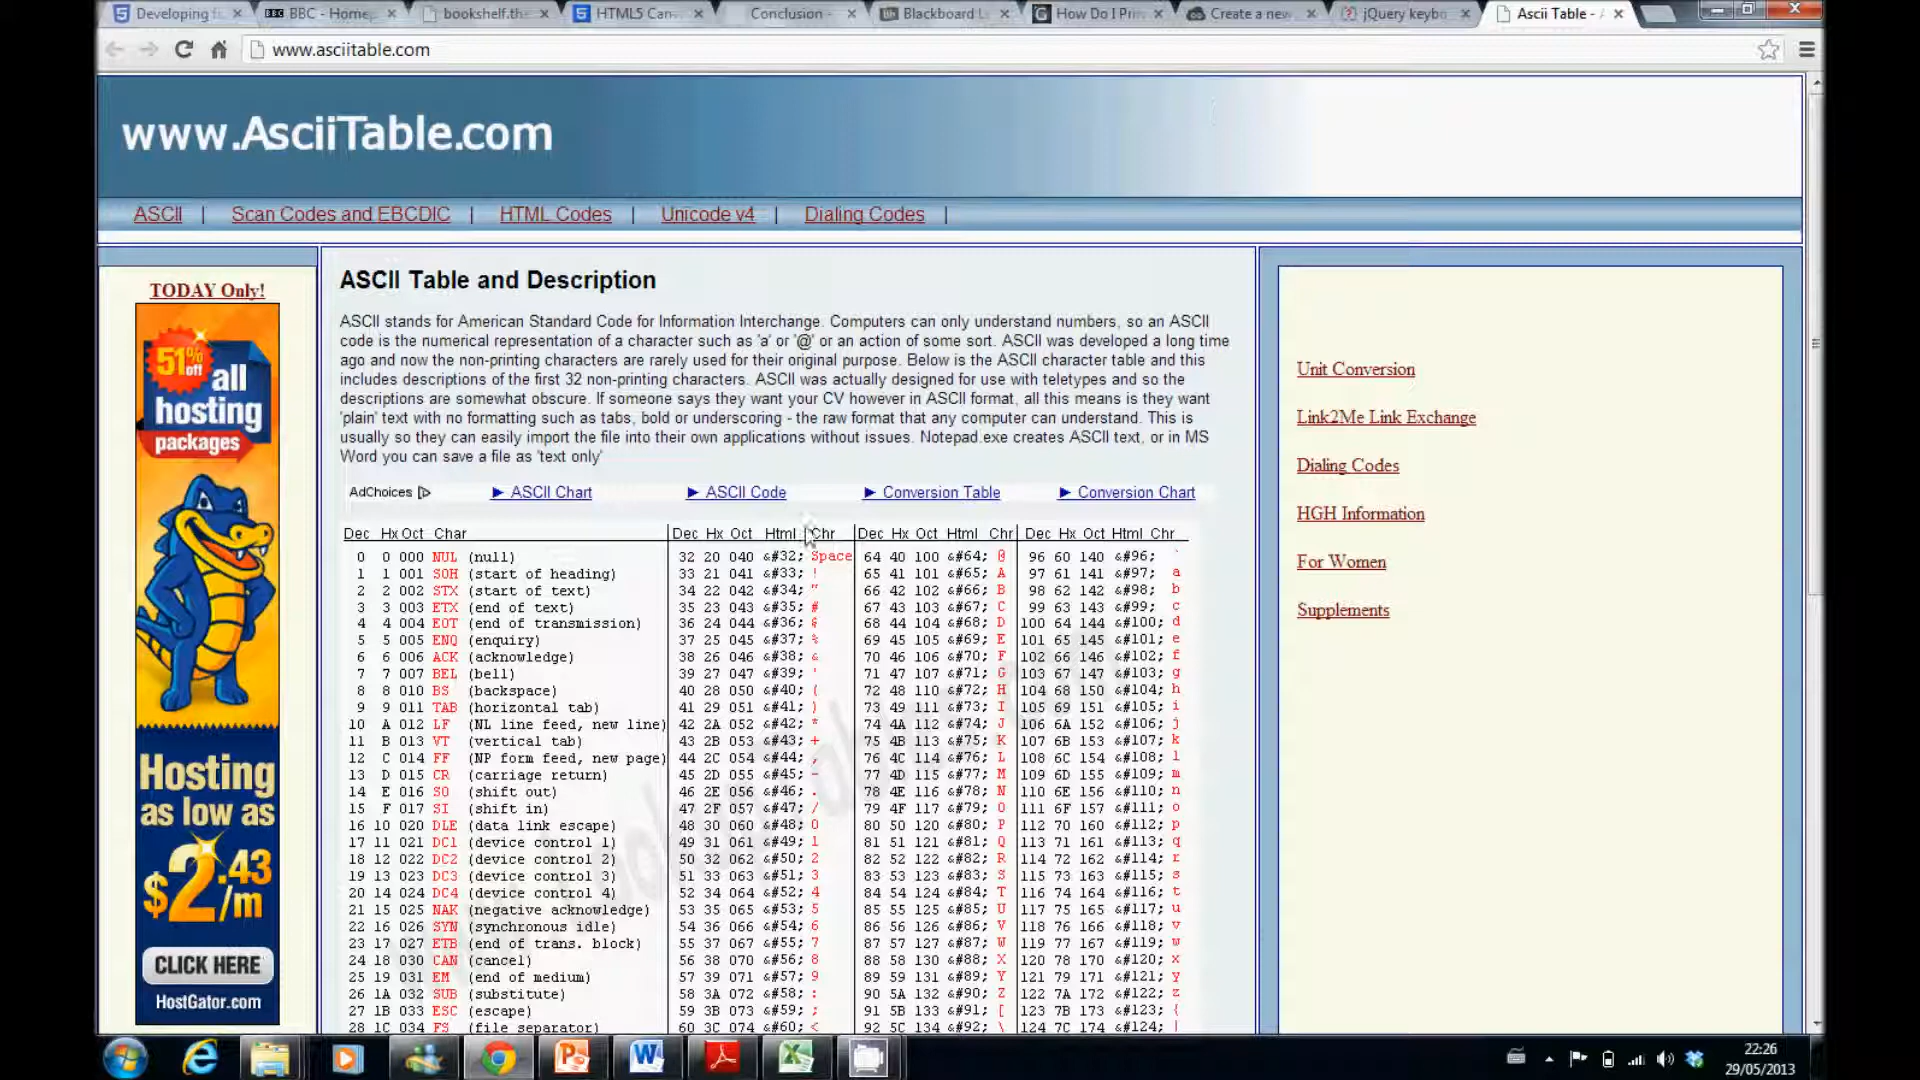 Developing f
BBC - Home
bookshelf.the
HTML5 Can
Conclusion -
Blackboard L
How Do I Pri
Create a new
jQuery keybo
Ascii Table -
www.asciitable.com
www.AsciiTable.com
ASCII | Scan Codes and EBCDIC | HTML Codes | Unicode v4 | Dialing Codes |
TODAY Only!
51%
off
all
hosting
packages
Hosting
as low as
$2.43
/m
CLICK HERE
HostGator.com
ASCII Table and Description
ASCII stands for American Standard Code for Information Interchange. Computers can only understand numbers, so an ASCII
code is the numerical representation of a character such as 'a' or '@' or an action of some sort. ASCII was developed a long time
ago and now the non-printing characters are rarely used for their original purpose. Below is the ASCII character table and this
includes descriptions of the first 32 non-printing characters. ASCII was actually designed for use with teletypes and so the
descriptions are somewhat obscure. If someone says they want your CV however in ASCII format, all this means is they want
'plain' text with no formatting such as tabs, bold or underscoring - the raw format that any computer can understand. This is
usually so they can easily import the file into their own applications without issues. Notepad.exe creates ASCII text, or in MS
Word you can save a file as 'text only'
AdChoices ► ASCII Chart ► ASCII Code ► Conversion Table ► Conversion Chart
Dec Hx Oct Char Dec Hx Oct Html Chr Dec Hx Oct Html Chr Dec Hx Oct Html Chr
0 0 000 NUL (null) 32 20 040 &#32; Space 64 40 100 &#64; @ 96 60 140 &#96; `
1 1 001 SOH (start of heading) 33 21 041 &#33; ! 65 41 101 &#65; A 97 61 141 &#97; a
2 2 002 STX (start of text) 34 22 042 &#34; " 66 42 102 &#66; B 98 62 142 &#98; b
3 3 003 ETX (end of text) 35 23 043 &#35; # 67 43 103 &#67; C 99 63 143 &#99; c
4 4 004 EOT (end of transmission) 36 24 044 &#36; $ 68 44 104 &#68; D 100 64 144 &#100; d
5 5 005 ENQ (enquiry) 37 25 045 &#37; % 69 45 105 &#69; E 101 65 145 &#101; e
6 6 006 ACK (acknowledge) 38 26 046 &#38; & 70 46 106 &#70; F 102 66 146 &#102; f
7 7 007 BEL (bell) 39 27 047 &#39; ' 71 47 107 &#71; G 103 67 147 &#103; g
8 8 010 BS (backspace) 40 28 050 &#40; ( 72 48 110 &#72; H 104 68 150 &#104; h
9 9 011 TAB (horizontal tab) 41 29 051 &#41; ) 73 49 111 &#73; I 105 69 151 &#105; i
10 A 012 LF (NL line feed, new line) 42 2A 052 &#42; * 74 4A 112 &#74; J 106 6A 152 &#106; j
11 B 013 VT (vertical tab) 43 2B 053 &#43; + 75 4B 113 &#75; K 107 6B 153 &#107; k
12 C 014 FF (NP form feed, new page) 44 2C 054 &#44; , 76 4C 114 &#76; L 108 6C 154 &#108; l
13 D 015 CR (carriage return) 45 2D 055 &#45; - 77 4D 115 &#77; M 109 6D 155 &#109; m
14 E 016 SO (shift out) 46 2E 056 &#46; . 78 4E 116 &#78; N 110 6E 156 &#110; n
15 F 017 SI (shift in) 47 2F 057 &#47; / 79 4F 117 &#79; O 111 6F 157 &#111; o
16 10 020 DLE (data link escape) 48 30 060 &#48; 0 80 50 120 &#80; P 112 70 160 &#112; p
17 11 021 DC1 (device control 1) 49 31 061 &#49; 1 81 51 121 &#81; Q 113 71 161 &#113; q
18 12 022 DC2 (device control 2) 50 32 062 &#50; 2 82 52 122 &#82; R 114 72 162 &#114; r
19 13 023 DC3 (device control 3) 51 33 063 &#51; 3 83 53 123 &#83; S 115 73 163 &#115; s
20 14 024 DC4 (device control 4) 52 34 064 &#52; 4 84 54 124 &#84; T 116 74 164 &#116; t
21 15 025 NAK (negative acknowledge) 53 35 065 &#53; 5 85 55 125 &#85; U 117 75 165 &#117; u
22 16 026 SYN (synchronous idle) 54 36 066 &#54; 6 86 56 126 &#86; V 118 76 166 &#118; v
23 17 027 ETB (end of trans. block) 55 37 067 &#55; 7 87 57 127 &#87; W 119 77 167 &#119; w
24 18 030 CAN (cancel) 56 38 070 &#56; 8 88 58 130 &#88; X 120 78 170 &#120; x
25 19 031 EM (end of medium) 57 39 071 &#57; 9 89 59 131 &#89; Y 121 79 171 &#121; y
26 1A 032 SUB (substitute) 58 3A 072 &#58; : 90 5A 132 &#90; Z 122 7A 172 &#122; z
27 1B 033 ESC (escape) 59 3B 073 &#59; ; 91 5B 133 &#91; [ 123 7B 173 &#123; {
28 1C 034 FS (file separator) 60 3C 074 &#60; < 92 5C 134 &#92; \ 124 7C 174 &#124; |
Unit Conversion
Link2Me Link Exchange
Dialing Codes
HGH Information
For Women
Supplements
22:26
29/05/2013